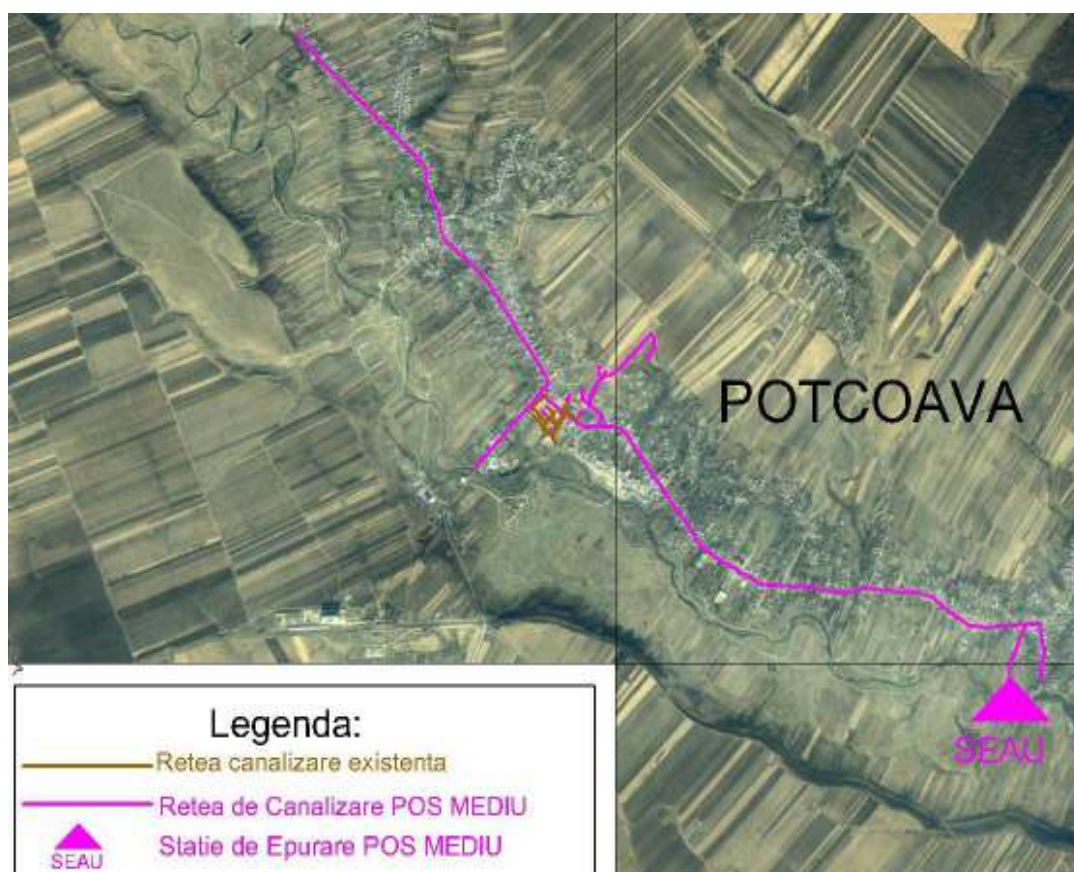 POTCOAVA
SEAU
Legenda:
Retea canalizare existenta
Retea de Canalizare POS MEDIU
Statie de Epurare POS MEDIU
SEAU